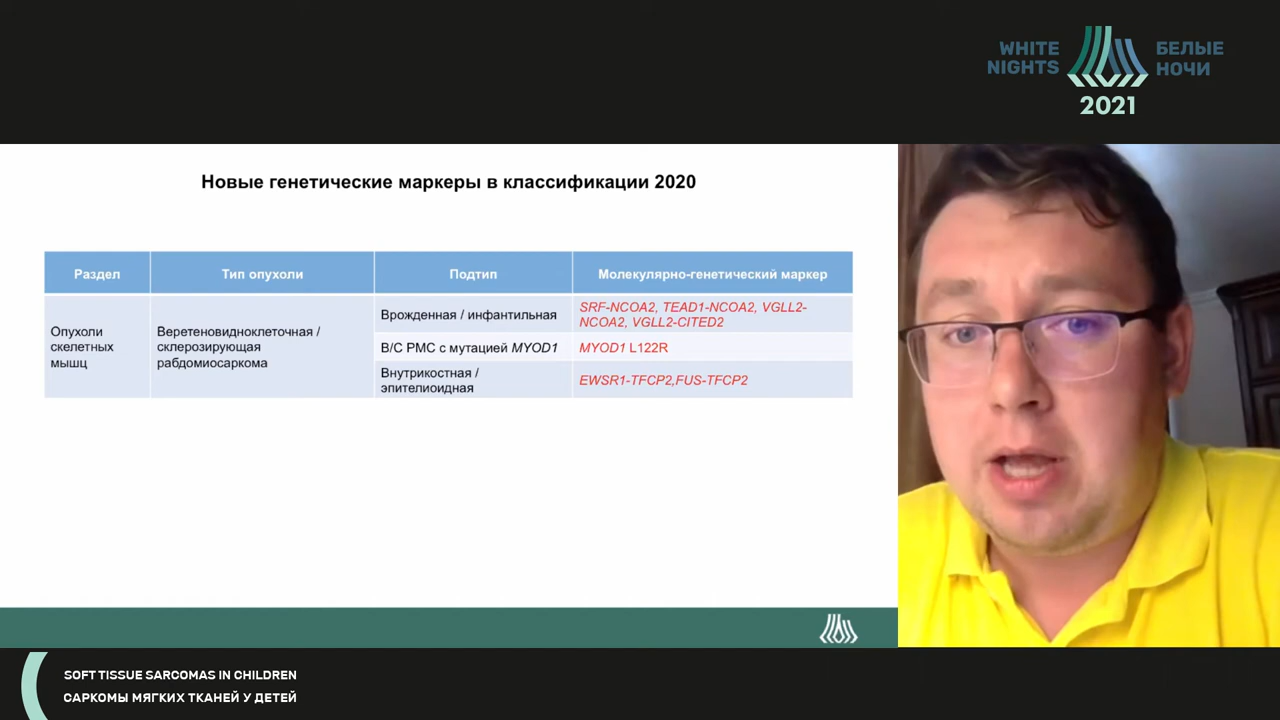 WHITE NIGHTS
БЕЛЫЕ НОЧИ
2021
Новые генетические маркеры в классификации 2020
Раздел
Тип опухоли
Подтип
Молекулярно-генетический маркер
Опухоли
скелетных
мышц
Веретеновидноклеточная /
склерозирующая
рабдомиосаркома
Врожденная / инфантильная
SRF-NCOA2, TEAD1-NCOA2, VGLL2-
NCOA2, VGLL2-CITED2
В/С РМС с мутацией MYOD1
MYOD1 L122R
Внутрикостная /
эпителиоидная
EWSR1-TFCP2,FUS-TFCP2
SOFT TISSUE SARCOMAS IN CHILDREN
САРКОМЫ МЯГКИХ ТКАНЕЙ У ДЕТЕЙ